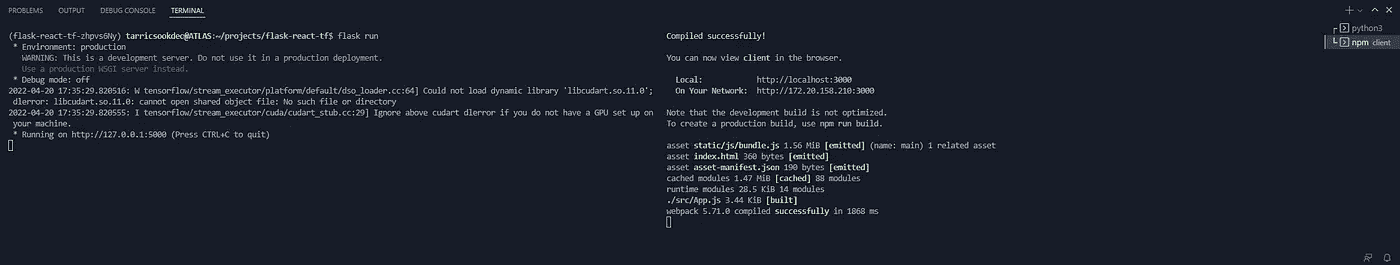 PROBLEMS OUTPUT DEBUG CONSOLE TERMINAL
(flask-react-tf-zhpvs6Ny) tarricsookdeo@ATLAS:~/projects/flask-react-tf$ flask run
* Environment: production
WARNING: This is a development server. Do not use it in a production deployment.
Use a production WSGI server instead.
* Debug mode: off
2022-04-20 17:35:29.820516: W tensorflow/stream_executor/platform/default/dso_loader.cc:64] Could not load dynamic library 'libcudart.so.11.0';
dlerror: libcudart.so.11.0: cannot open shared object file: No such file or directory
2022-04-20 17:35:29.820555: I tensorflow/stream_executor/cuda/cudart_stub.cc:29] Ignore above cudart dlerror if you do not have a GPU set up on
your machine.
* Running on http://127.0.0.1:5000 (Press CTRL+C to quit)
Compiled successfully!
You can now view client in the browser.
Local: http://localhost:3000
On Your Network: http://172.20.158.210:3000
Note that the development build is not optimized.
To create a production build, use npm run build.
asset static/js/bundle.js 1.56 MiB [emitted] (name: main) 1 related asset
asset index.html 360 bytes [emitted]
asset asset-manifest.json 190 bytes [emitted]
cached modules 1.47 MiB [cached] 88 modules
runtime modules 28.5 KiB 14 modules
./src/App.js 3.44 KiB [built]
webpack 5.71.0 compiled successfully in 1868 ms
python3
npm client